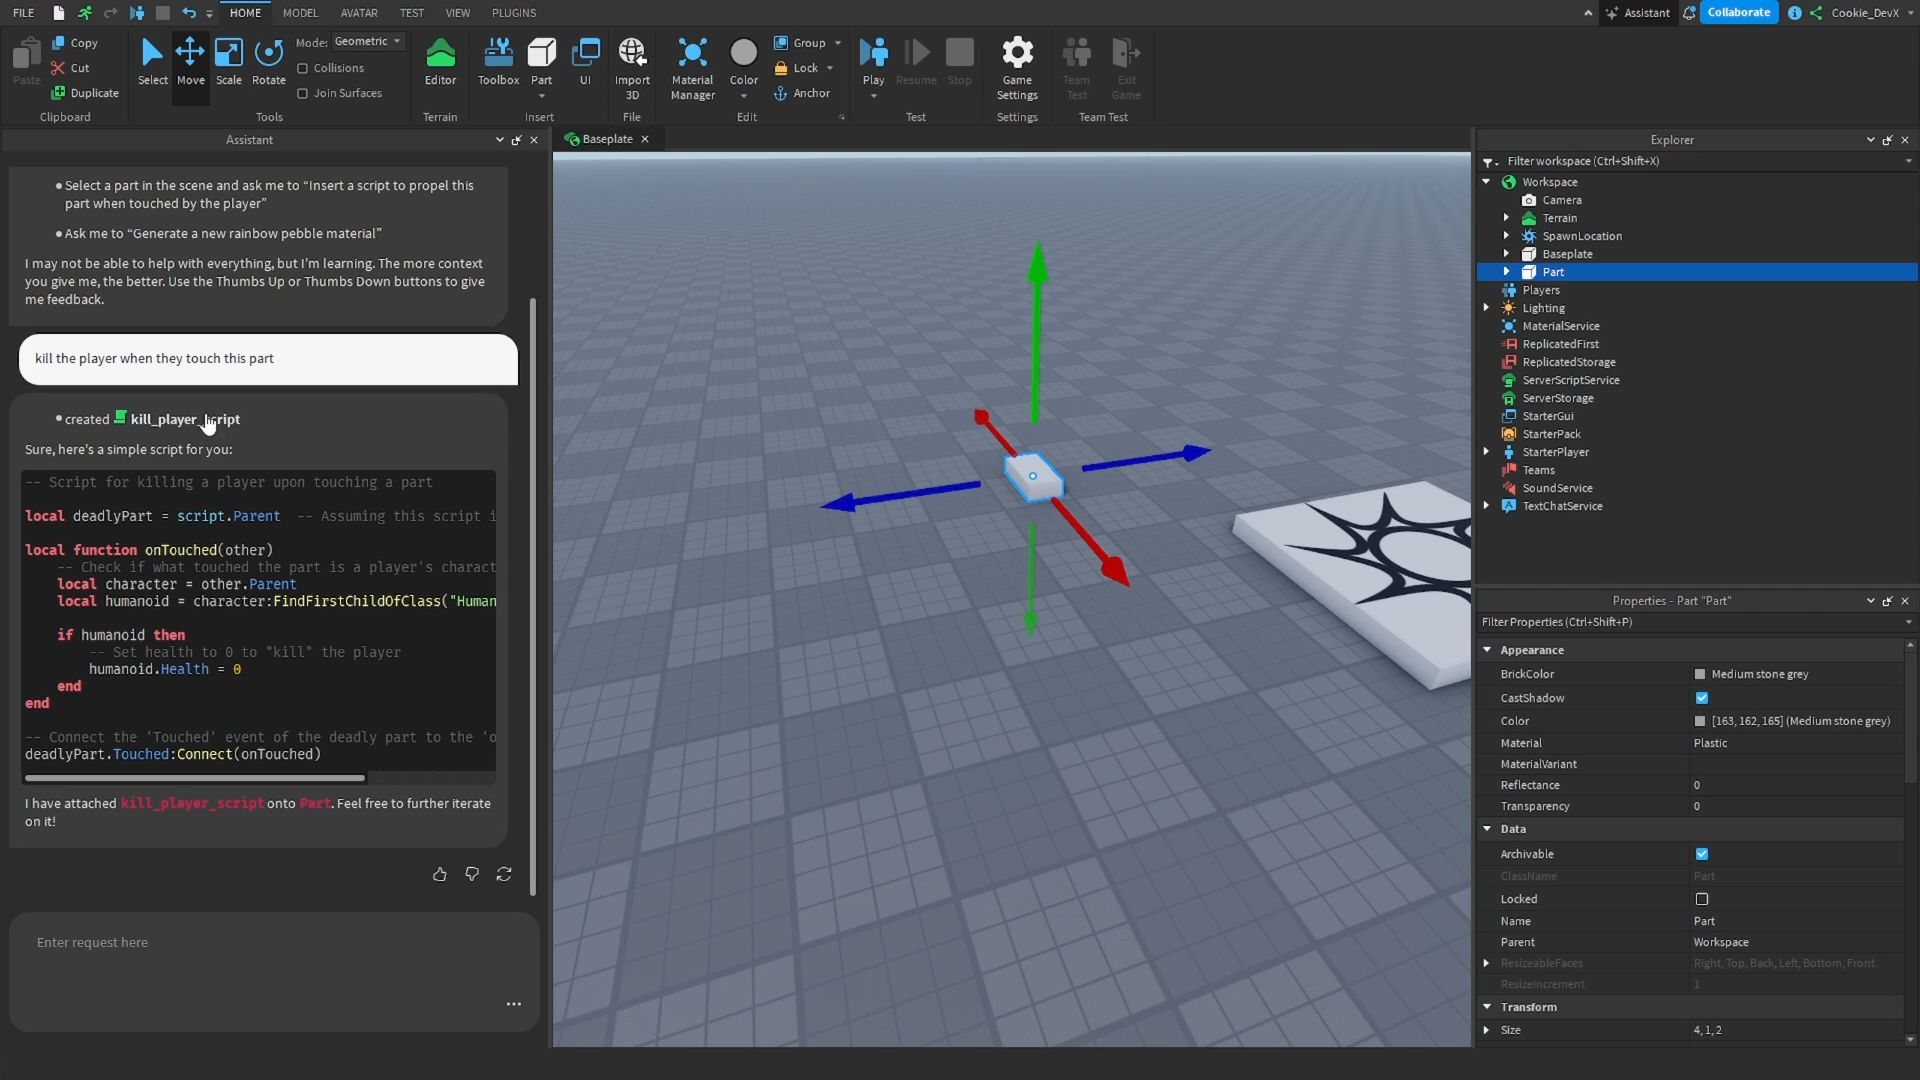 FILE
HOME
MODEL
AVATAR
TEST
VIEW
PLUGINS
Assistant
Collaborate
Cookie_DevX
Paste
Copy
Cut
Duplicate
Clipboard
Select
Move
Scale
Rotate
Mode: Geometric
Collisions
Join Surfaces
Tools
Editor
Terrain
Toolbox
Part
UI
Insert
Import
3D
File
Material
Manager
Color
Group
Lock
Anchor
Edit
Play
Resume
Stop
Test
Game
Settings
Settings
Team
Test
Exit
Game
Team Test
Assistant
• Select a part in the scene and ask me to “Insert a script to propel this
part when touched by the player”
• Ask me to “Generate a new rainbow pebble material”
I may not be able to help with everything, but I'm learning. The more context
you give me, the better. Use the Thumbs Up or Thumbs Down buttons to give
me feedback.
kill the player when they touch this part
• created kill_player_script
Sure, here's a simple script for you:
-- Script for killing a player upon touching a part
local deadlyPart = script.Parent -- Assuming this script i
local function onTouched(other)
-- Check if what touched the part is a player's charact
local character = other.Parent
local humanoid = character:FindFirstChildOfClass("Human
if humanoid then
-- Set health to 0 to "kill" the player
humanoid.Health = 0
end
end
-- Connect the 'Touched' event of the deadly part to the 'o
deadlyPart.Touched:Connect(onTouched)
I have attached kill_player_script onto Part. Feel free to further iterate
on it!
Enter request here
...
Baseplate
Explorer
Filter workspace (Ctrl+Shift+X)
Workspace
Camera
Terrain
SpawnLocation
Baseplate
Part
Players
Lighting
MaterialService
ReplicatedFirst
ReplicatedStorage
ServerScriptService
ServerStorage
StarterGui
StarterPack
StarterPlayer
Teams
SoundService
TextChatService
Properties - Part "Part"
Filter Properties (Ctrl+Shift+P)
Appearance
BrickColor Medium stone grey
CastShadow
Color [163, 162, 165] (Medium stone grey)
Material Plastic
MaterialVariant
Reflectance 0
Transparency 0
Data
Archivable
ClassName Part
Locked
Name Part
Parent Workspace
ResizeableFaces Right, Top, Back, Left, Bottom, Front
ResizeIncrement 1
Transform
Size 4, 1, 2